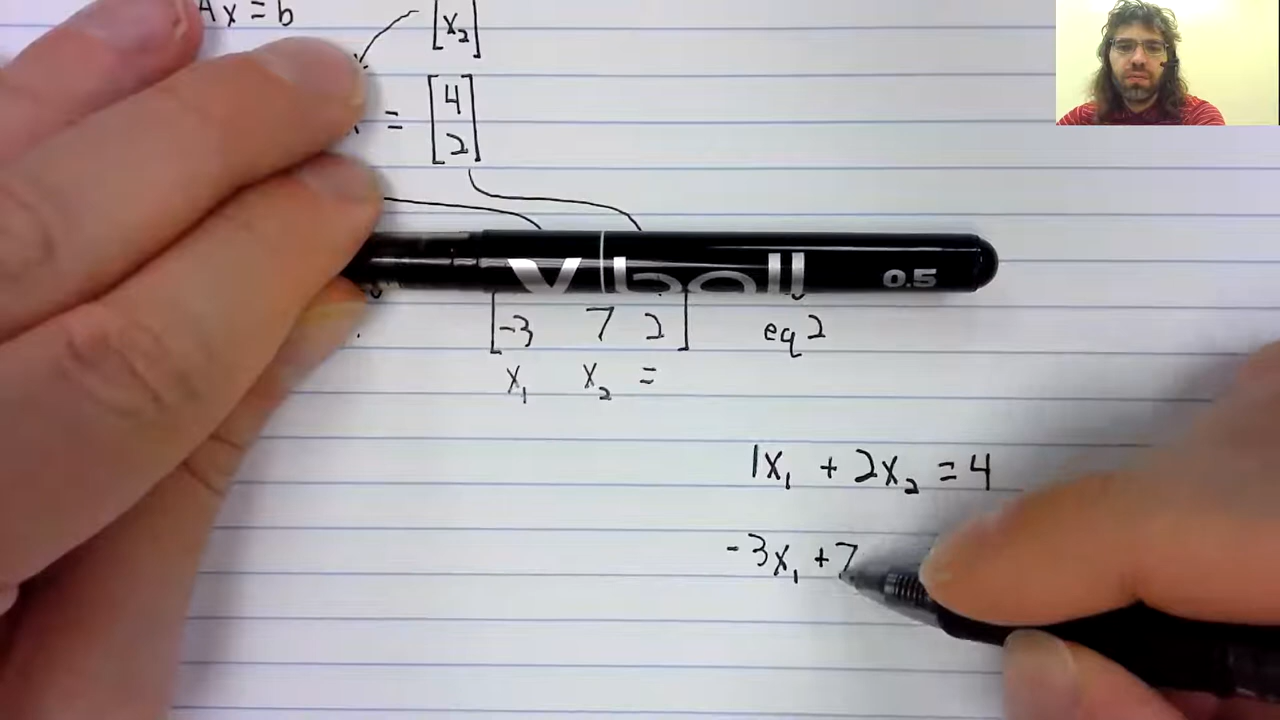 Ax = b
[x₂]
= [4
2]
V ball 0.5
[-3 7 2] eq 2
x₁ x₂ =
1x₁ + 2x₂ = 4
-3x₁ + 7